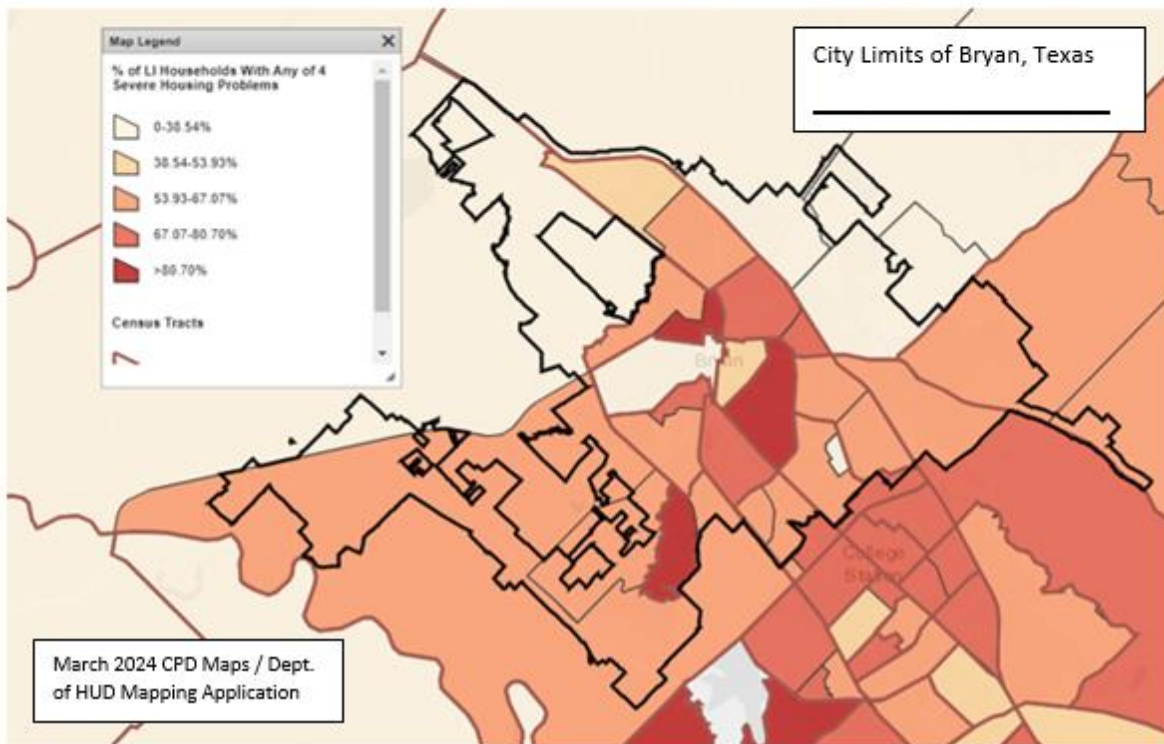 Map Legend
% of LI Households With Any of 4
Severe Housing Problems
0-38.54%
38.54-53.93%
53.93-67.07%
67.07-80.70%
>80.70%
Census Tracts
City Limits of Bryan, Texas
Bryan
College
Station
March 2024 CPD Maps / Dept.
of HUD Mapping Application